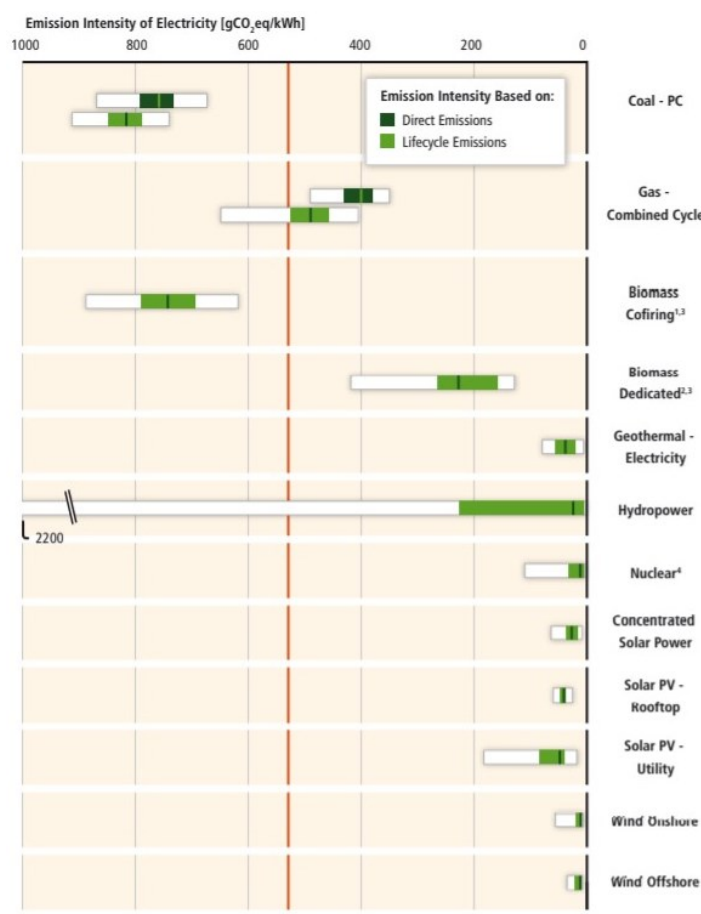 Emission Intensity of Electricity [gCO₂eq/kWh]
1000 800 600 400 200 0
Emission Intensity Based on:
Direct Emissions
Lifecycle Emissions
Coal - PC
Gas -
Combined Cycle
Biomass
Cofiring¹,³
Biomass
Dedicated²,³
Geothermal -
Electricity
Hydropower
2200
Nuclear⁴
Concentrated
Solar Power
Solar PV -
Rooftop
Solar PV -
Utility
Wind Onshore
Wind Offshore